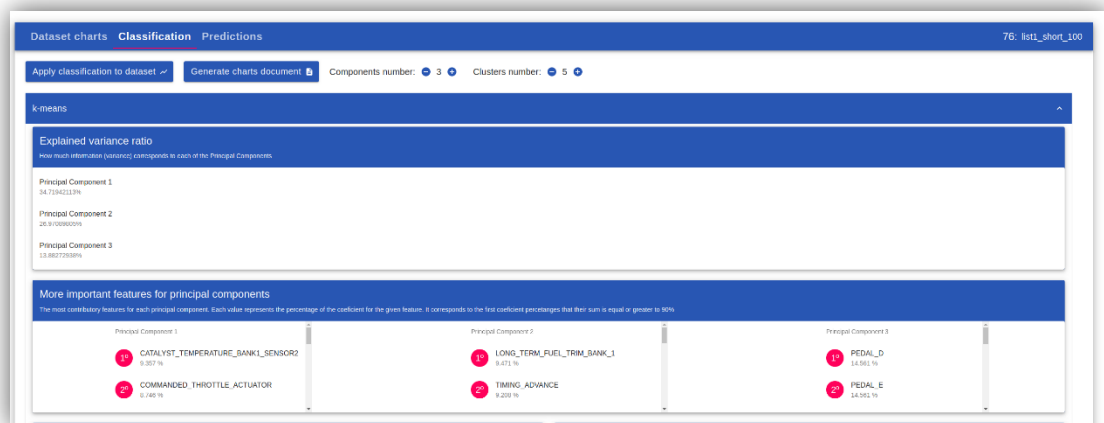 Dataset charts Classification Predictions 76: list1_short_100
Apply classification to dataset Generate charts document Components number: 3 Clusters number: 5
k-means
Explained variance ratio
How much information (variance) corresponds to each of the Principal Components
Principal Component 1
34.71942113%
Principal Component 2
26.97088609%
Principal Component 3
13.88272938%
More important features for principal components
The most contributory features for each principal component. Each value represents the percentage of the coeficient for the given feature. It corresponds to the first coeficient percetanges that their sum is equal or greater to 90%
Principal Component 1 Principal Component 2 Principal Component 3
1º CATALYST_TEMPERATURE_BANK1_SENSOR2 1º LONG_TERM_FUEL_TRIM_BANK_1 1º PEDAL_D
9.357 % 9.471 % 14.561 %
2º COMMANDED_THROTTLE_ACTUATOR 2º TIMING_ADVANCE 2º PEDAL_E
8.746 % 9.200 % 14.561 %